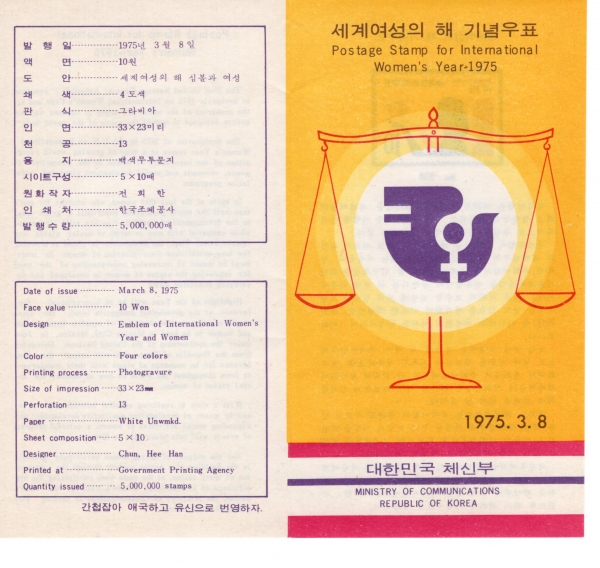 발 행 일 ············ 1975년 3월 8일
액 면 ············ 10원
도 안 ············ 세계여성의 해 심볼과 여성
쇄 색 ············ 4도색
판 식 ············ 그라비아
인 면 ············ 33×23미리
천 공 ············ 13
용 지 ············ 백색무투문지
시이트구성 ············ 5×10매
원 화 작 자 ············ 전 희 한
인 쇄 처 ············ 한국조폐공사
발 행 수 량 ············ 5,000,000매
Date of issue ············ March 8, 1975
Face value ············ 10 Won
Design ············ Emblem of International Women's
Year and Women
Color ············ Four colors
Printing process ········ Photogravure
Size of impression ······ 33×23㎜
Perforation ············ 13
Paper ············ White Unwmkd.
Sheet composition ······ 5×10
Designer ············ Chun, Hee Han
Printed at ············ Government Printing Agency
Quantity issued ········ 5,000,000 stamps
간첩잡아 애국하고 유신으로 번영하자.
세계여성의 해 기념우표
Postage Stamp for International
Women's Year-1975
1975. 3. 8
대한민국 체신부
MINISTRY OF COMMUNICATIONS
REPUBLIC OF KOREA